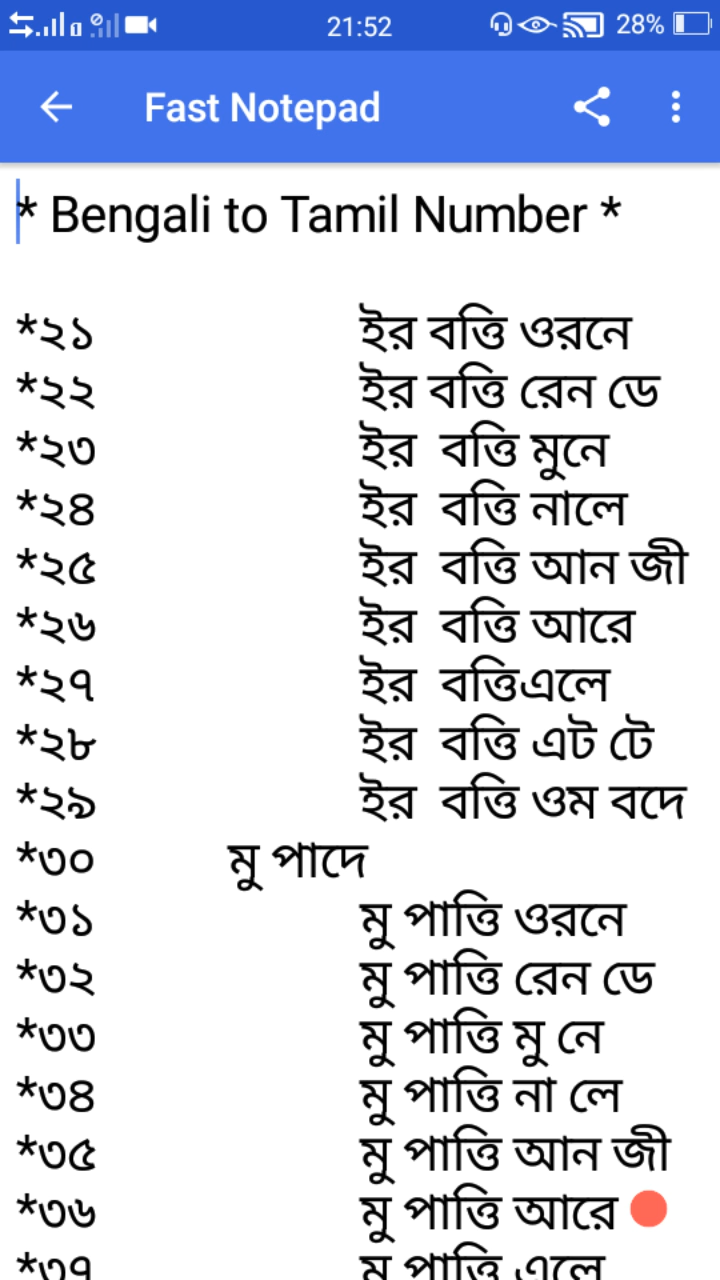 21:52
28%
Fast Notepad
* Bengali to Tamil Number *
*২১ ইর বত্তি ওরনে
*২২ ইর বত্তি রেন ডে
*২৩ ইর বত্তি মুনে
*২৪ ইর বত্তি নালে
*২৫ ইর বত্তি আন জী
*২৬ ইর বত্তি আরে
*২৭ ইর বত্তিএলে
*২৮ ইর বত্তি এট টে
*২৯ ইর বত্তি ওম বদে
*৩০ মু পাদে
*৩১ মু পাত্তি ওরনে
*৩২ মু পাত্তি রেন ডে
*৩৩ মু পাত্তি মু নে
*৩৪ মু পাত্তি না লে
*৩৫ মু পাত্তি আন জী
*৩৬ মু পাত্তি আরে
*৩৭ মু পাত্তি এলে